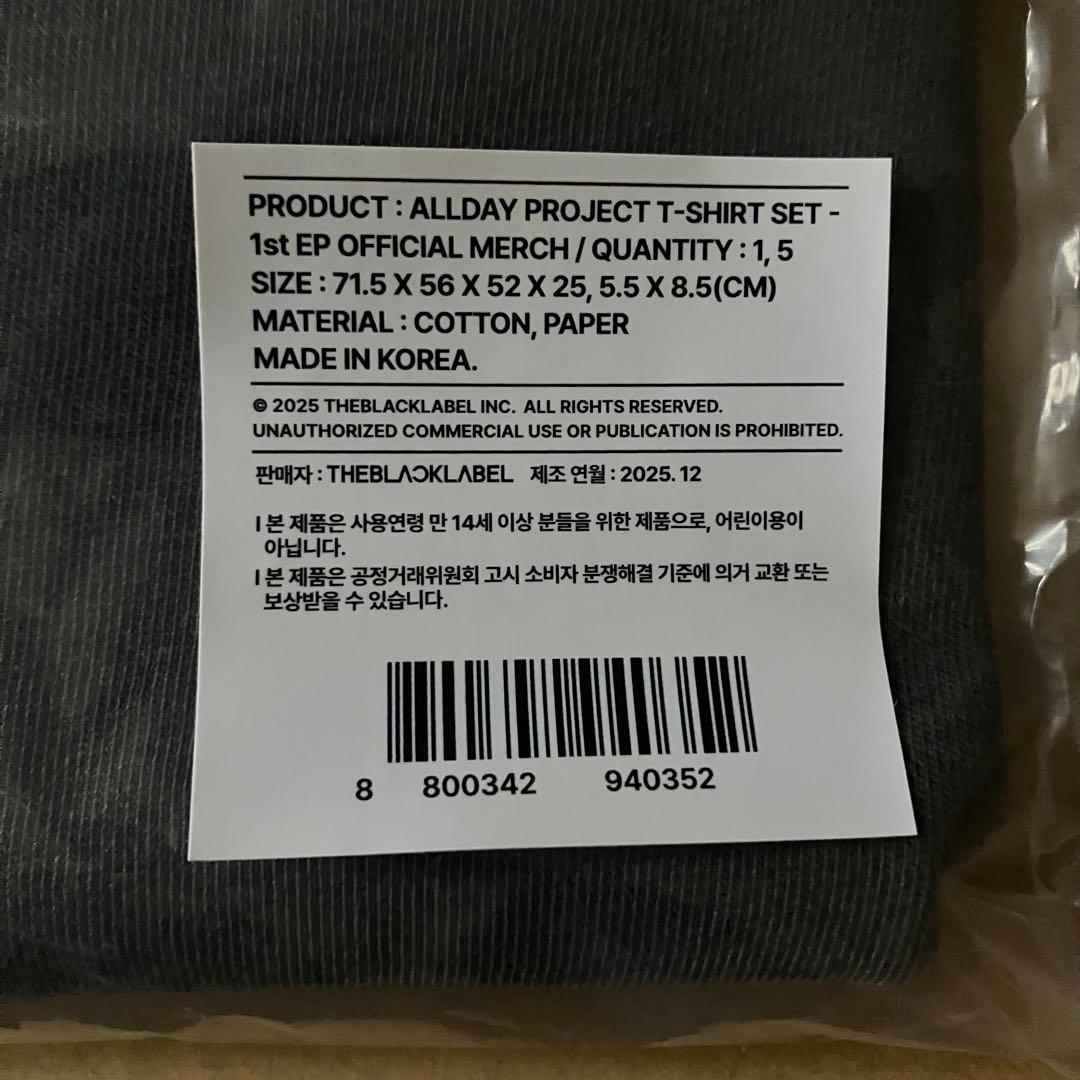 PRODUCT : ALLDAY PROJECT T-SHIRT SET -
1st EP OFFICIAL MERCH / QUANTITY : 1, 5
SIZE : 71.5 X 56 X 52 X 25, 5.5 X 8.5(CM)
MATERIAL : COTTON, PAPER
MADE IN KOREA.
© 2025 THEBLACKLABEL INC. ALL RIGHTS RESERVED.
UNAUTHORIZED COMMERCIAL USE OR PUBLICATION IS PROHIBITED.
판매자 : THEBLACKLABEL 제조 연월 : 2025. 12
I 본 제품은 사용연령 만 14세 이상 분들을 위한 제품으로, 어린이용이
아닙니다.
I 본 제품은 공정거래위원회 고시 소비자 분쟁해결 기준에 의거 교환 또는
보상받을 수 있습니다.
8 800342 940352